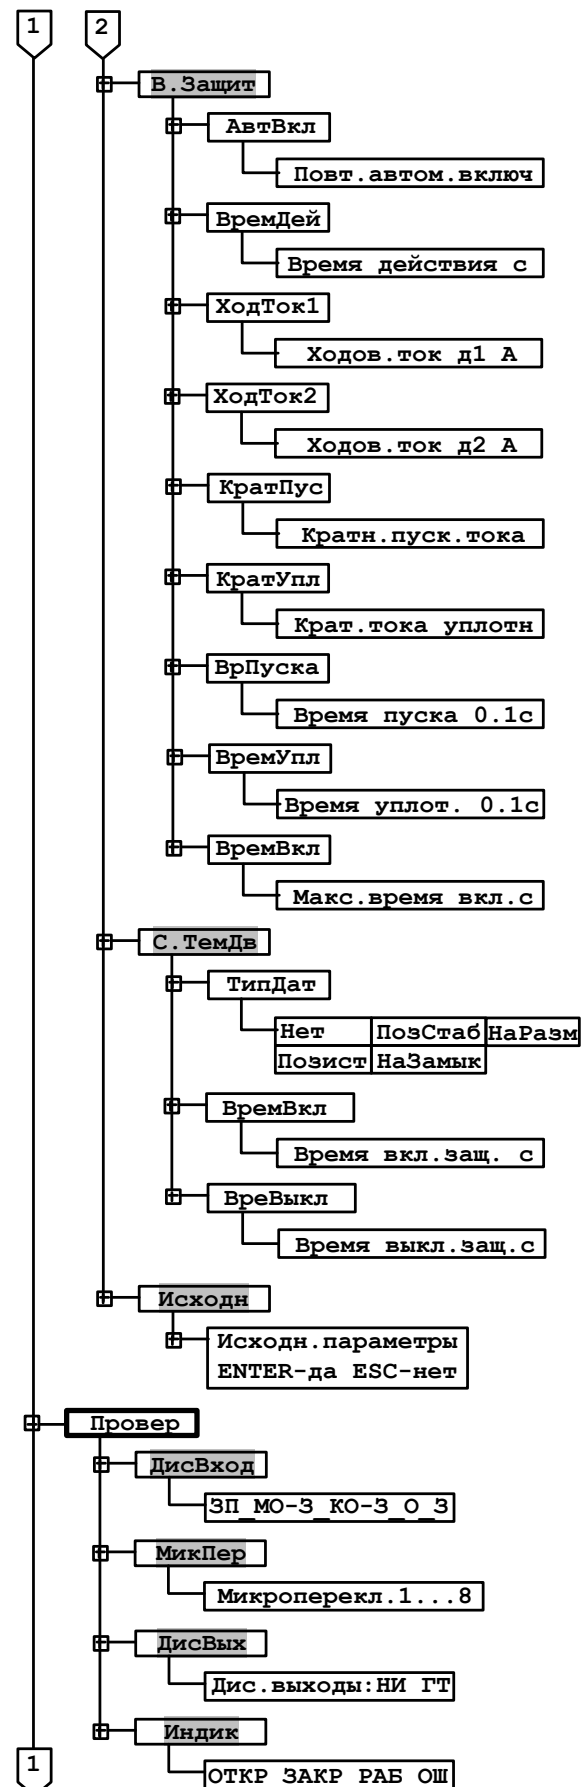 1 2
В.Защит
АвтВкл
Повт.автом.включ
ВремДей
Время действия с
ХодТок1
Ходов.ток д1 А
ХодТок2
Ходов.ток д2 А
КратПус
Кратн.пуск.тока
КратУпл
Крат.тока уплотн
ВрПуска
Время пуска 0.1с
ВремУпл
Время уплот. 0.1с
ВремВкл
Макс.время вкл.с
С.ТемДв
ТипДат
Нет ПозСтаб НаРазм
Позист НаЗамык
ВремВкл
Время вкл.защ. с
ВреВыкл
Время выкл.защ.с
Исходн
Исходн.параметры
ENTER-да ESC-нет
Провер
ДисВход
ЗП_МО-З_КО-З_О_З
МикПер
Микроперекл.1...8
ДисВых
Дис.выходы:НИ ГТ
Индик
1
ОТКР ЗАКР РАБ ОШ